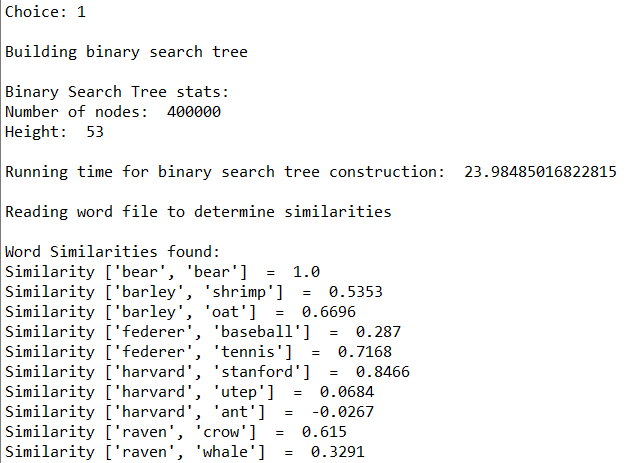 Choice: 1
Building binary search tree
Binary Search Tree stats:
Number of nodes:  400000
Height:  53
Running time for binary search tree construction:  23.98485016822815
Reading word file to determine similarities
Word Similarities found:
Similarity ['bear', 'bear']  =  1.0
Similarity ['barley', 'shrimp']  =  0.5353
Similarity ['barley', 'oat']  =  0.6696
Similarity ['federer', 'baseball']  =  0.287
Similarity ['federer', 'tennis']  =  0.7168
Similarity ['harvard', 'stanford']  =  0.8466
Similarity ['harvard', 'utep']  =  0.0684
Similarity ['harvard', 'ant']  =  -0.0267
Similarity ['raven', 'crow']  =  0.615
Similarity ['raven', 'whale']  =  0.3291